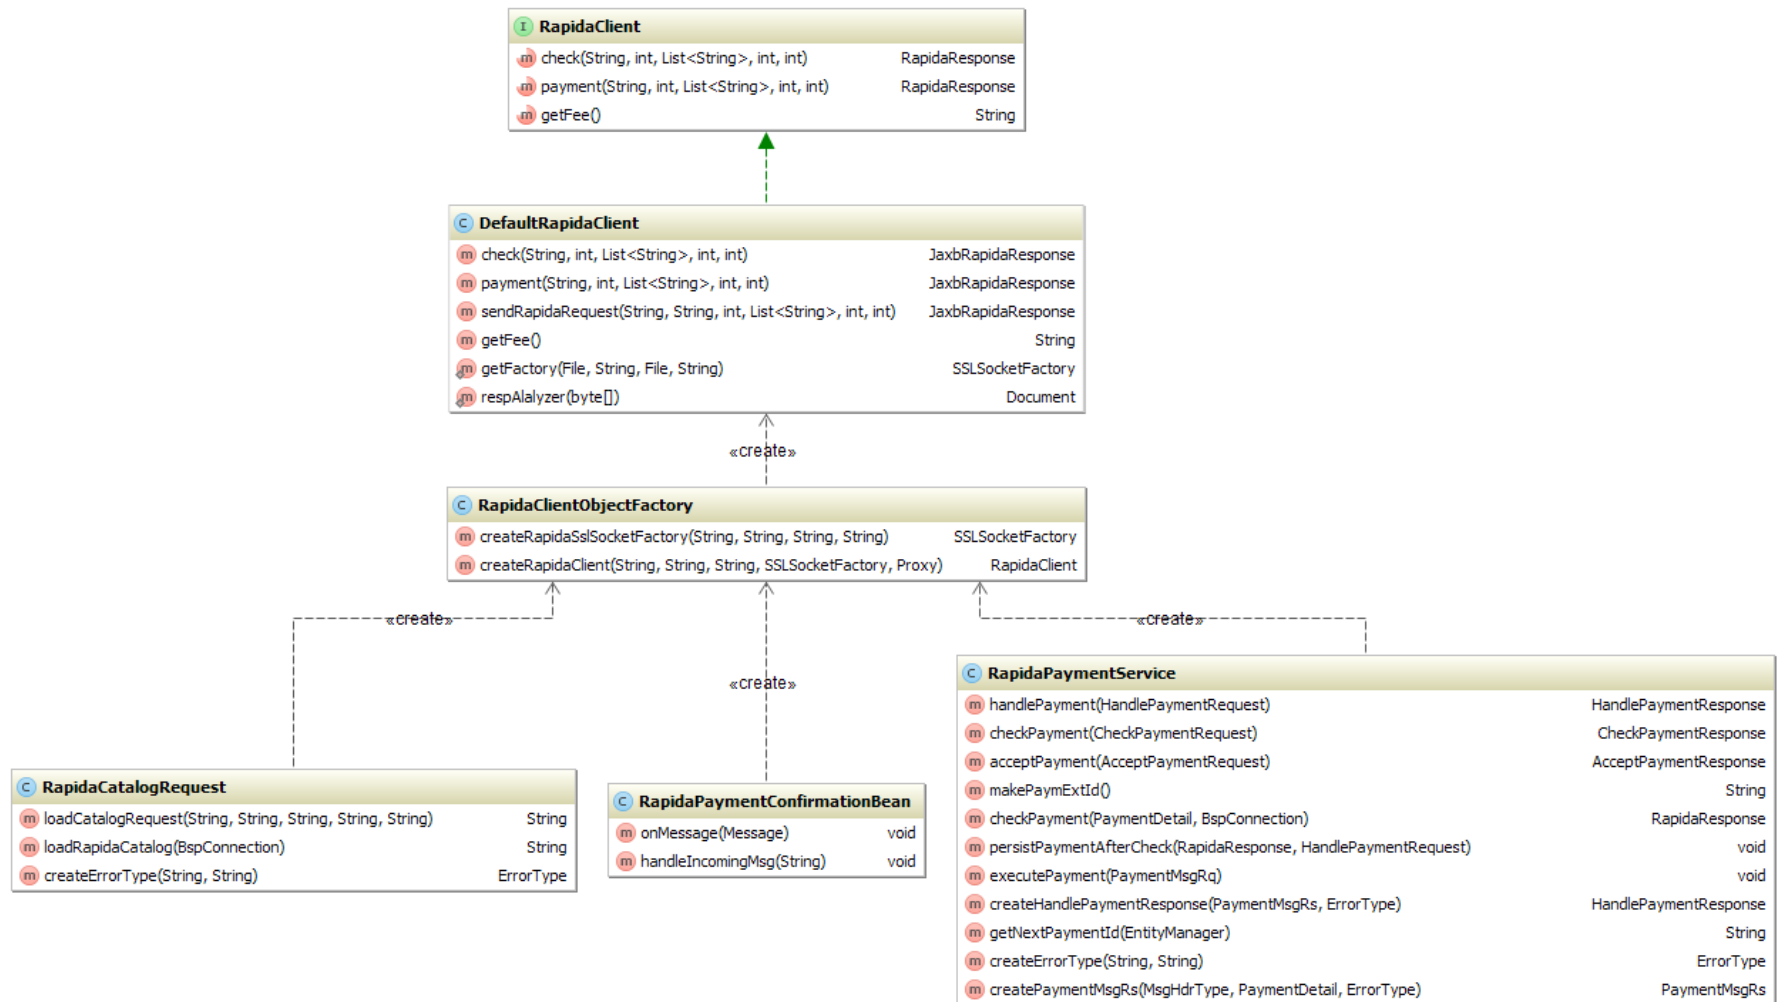 I RapidaClient
m check(String, int, List<String>, int, int) RapidaResponse
m payment(String, int, List<String>, int, int) RapidaResponse
m getFee() String
C DefaultRapidaClient
m check(String, int, List<String>, int, int) JaxbRapidaResponse
m payment(String, int, List<String>, int, int) JaxbRapidaResponse
m sendRapidaRequest(String, String, int, List<String>, int, int) JaxbRapidaResponse
m getFee() String
m getFactory(File, String, File, String) SSLSocketFactory
m respAlalyzer(byte[]) Document
«create»
C RapidaClientObjectFactory
m createRapidaSslSocketFactory(String, String, String, String) SSLSocketFactory
m createRapidaClient(String, String, String, SSLSocketFactory, Proxy) RapidaClient
«create»
«create»
«create»
C RapidaCatalogRequest
m loadCatalogRequest(String, String, String, String, String) String
m loadRapidaCatalog(BspConnection) String
m createErrorType(String, String) ErrorType
C RapidaPaymentConfirmationBean
m onMessage(Message) void
m handleIncomingMsg(String) void
C RapidaPaymentService
m handlePayment(HandlePaymentRequest) HandlePaymentResponse
m checkPayment(CheckPaymentRequest) CheckPaymentResponse
m acceptPayment(AcceptPaymentRequest) AcceptPaymentResponse
m makePaymExtId() String
m checkPayment(PaymentDetail, BspConnection) RapidaResponse
m persistPaymentAfterCheck(RapidaResponse, HandlePaymentRequest) void
m executePayment(PaymentMsgRq) void
m createHandlePaymentResponse(PaymentMsgRs, ErrorType) HandlePaymentResponse
m getNextPaymentId(EntityManager) String
m createErrorType(String, String) ErrorType
m createPaymentMsgRs(MsgHdrType, PaymentDetail, ErrorType) PaymentMsgRs